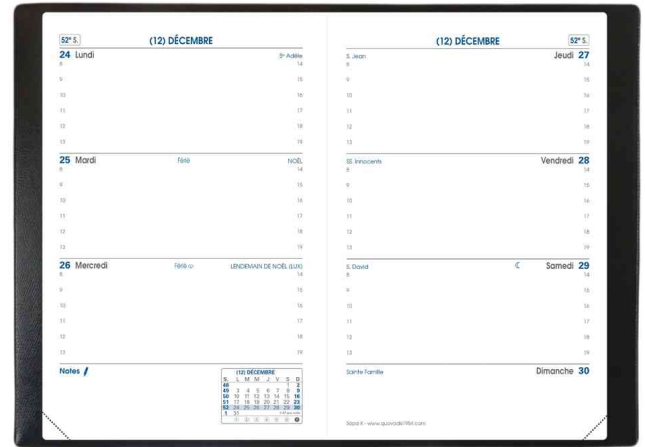 52e S.
(12) DÉCEMBRE
24 Lundi
Ste Adèle
8 14
9 15
10 16
11 17
12 18
13 19
25 Mardi Férié NOËL
8 14
9 15
10 16
11 17
12 18
13 19
26 Mercredi Férié LENDEMAIN DE NOËL (LUX)
8 14
9 15
10 16
11 17
12 18
13 19
Notes
(12) DÉCEMBRE
S. L M M J V S D
48 1 2
49 3 4 5 6 7 8 9
50 10 11 12 13 14 15 16
51 17 18 19 20 21 22 23
52 24 25 26 27 28 29 30
1 31
(12) DÉCEMBRE
52e S.
S. Jean Jeudi 27
8 14
9 15
10 16
11 17
12 18
13 19
SS. Innocents Vendredi 28
8 14
9 15
10 16
11 17
12 18
13 19
S. David Samedi 29
8 14
9 15
10 16
11 17
12 18
13 19
Sainte Famille Dimanche 30